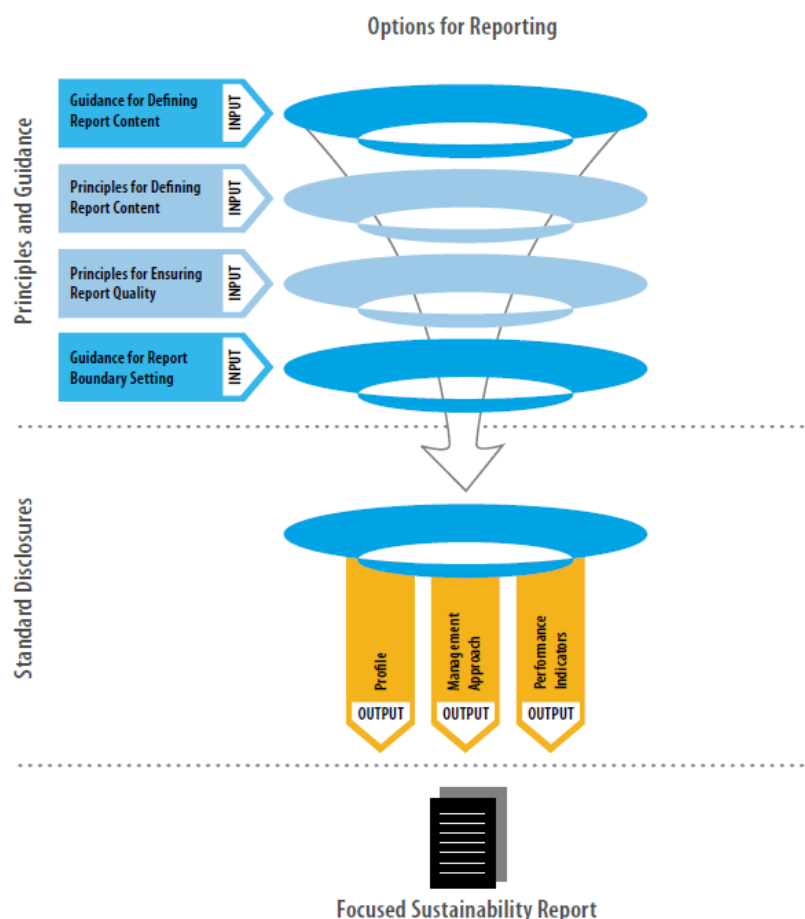 Options for Reporting
Principles and Guidance
Guidance for Defining
Report Content
INPUT
Principles for Defining
Report Content
INPUT
Principles for Ensuring
Report Quality
INPUT
Guidance for Report
Boundary Setting
INPUT
Standard Disclosures
Profile
OUTPUT
Management
Approach
OUTPUT
Performance
Indicators
OUTPUT
Focused Sustainability Report